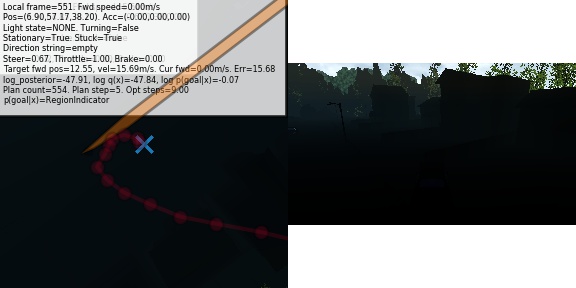 Local frame=551. Fwd speed=0.00m/s
Pos=(6.90,57.17,38.20). Acc=(-0.00,0.00,0.00)
Light state=NONE. Turning=False
Stationary=True. Stuck=True
Direction string=empty
Steer=0.67, Throttle=1.00, Brake=0.00
Target fwd pos=12.55, vel=15.69m/s. Cur fwd=0.00m/s. Err=15.68
log_posterior=-47.91, log q(x)=-47.84, log p(goal|x)=-0.07
Plan count=554. Plan step=5. Opt steps=9.00
p(goal|x)=RegionIndicator